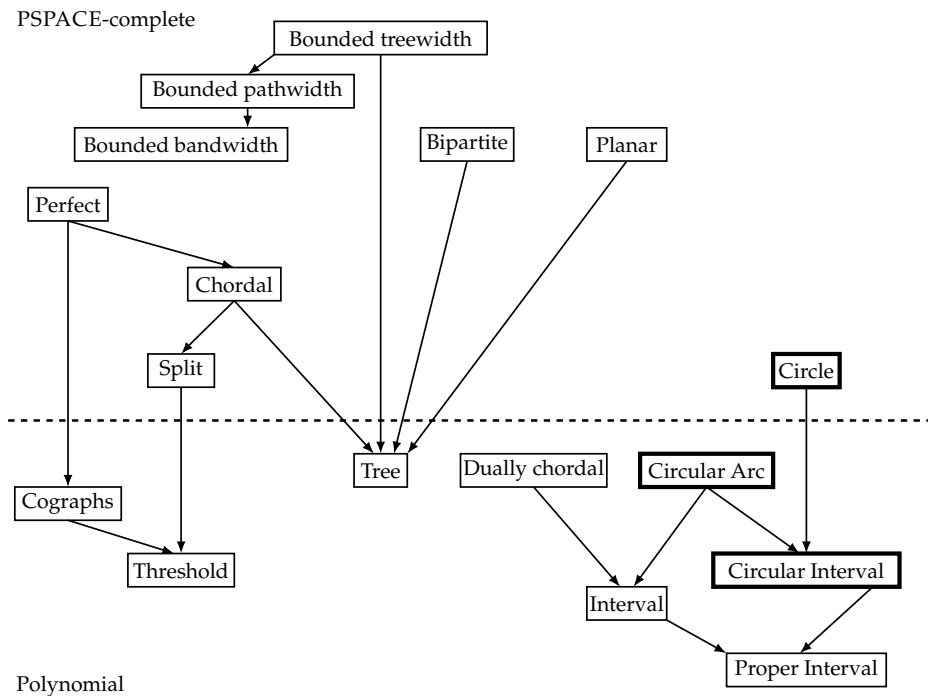 PSPACE-complete
Bounded treewidth
Bounded pathwidth
Bounded bandwidth
Bipartite
Planar
Perfect
Chordal
Split
Circle
Tree
Dually chordal
Circular Arc
Cographs
Threshold
Circular Interval
Interval
Proper Interval
Polynomial